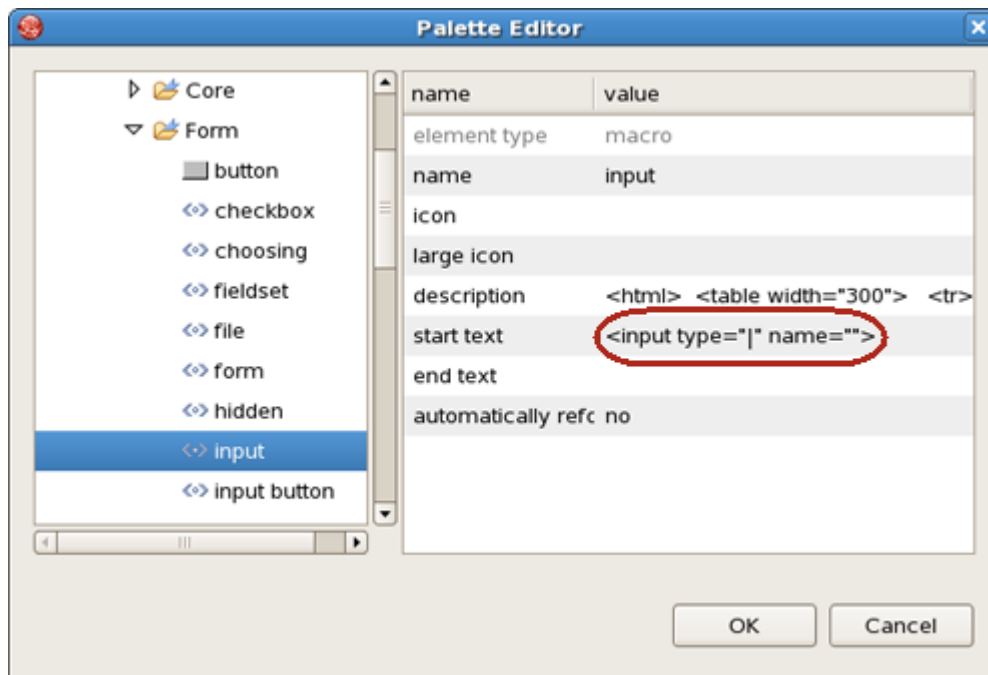 Palette Editor
Core
Form
button
checkbox
choosing
fieldset
file
form
hidden
input
input button
name value
element type macro
name input
icon
large icon
description <html> <table width="300"> <tr>
start text <input type="|" name="">
end text
automatically refc no
OK Cancel